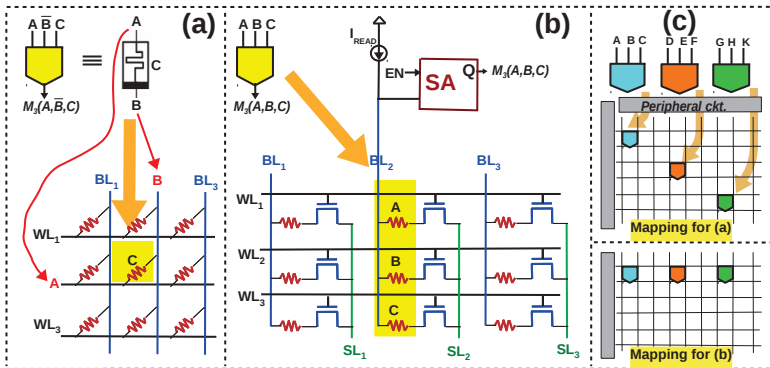 (a)
A B̅ C
M3(A,B̅,C)
≡
A
C
B
BL1
B
BL3
WL1
C
A
WL3
(b)
A B C
M3(A,B,C)
IREAD
EN
SA
Q
M3(A,B,C)
BL1
BL2
BL3
WL1
A
WL2
B
WL3
C
SL1
SL2
SL3
(c)
A B C
D E F
G H K
Peripheral ckt.
Mapping for (a)
Mapping for (b)